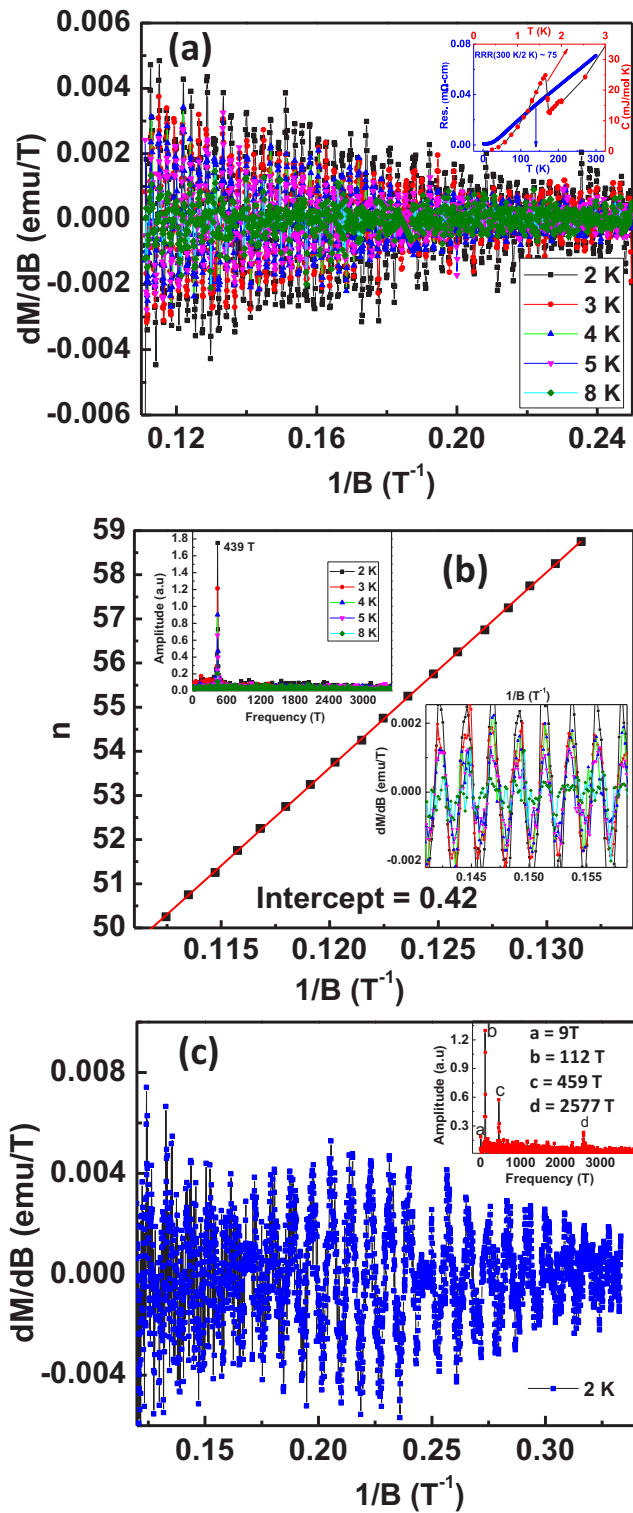 (a)
0.006
0.004
0.002
0.000
-0.002
-0.004
-0.006
dM/dB (emu/T)
0.12 0.16 0.20 0.24
1/B (T-1)
2 K
3 K
4 K
5 K
8 K
0 1 2 3
T (K)
RRR(300 K/2 K) ~ 75
0.08
0.04
0.00
Res. (mΩ-cm)
30
20
10
0
C (mJ/mol K)
0 100 200 300
T (K)
(b)
59
58
57
56
55
54
53
52
51
50
n
0.115 0.120 0.125 0.130
1/B (T-1)
Intercept = 0.42
439 T
1.8
1.6
1.4
1.2
1.0
0.8
0.6
0.4
0.2
0.0
Amplitude (a.u)
2 K
3 K
4 K
5 K
8 K
0 600 1200 1800 2400 3000
Frequency (T)
1/B (T-1)
0.002
0.000
-0.002
dM/dB (emu/T)
0.145 0.150 0.155
(c)
0.008
0.004
0.000
-0.004
dM/dB (emu/T)
0.15 0.20 0.25 0.30
1/B (T-1)
2 K
1.2
0.9
0.6
0.3
Amplitude (a.u)
a
b
c
d
a = 9T
b = 112 T
c = 459 T
d = 2577 T
0 1000 2000 3000
Frequency (T)